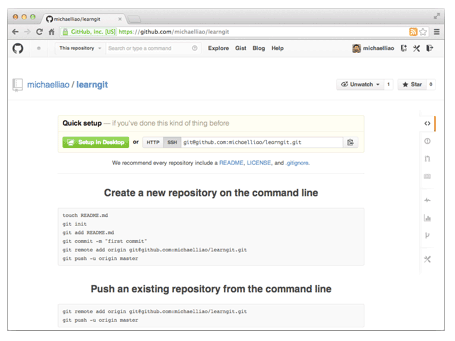 michaelliao/learngit
GitHub, Inc. [US] https://github.com/michaelliao/learngit
This repository Search or type a command Explore Gist Blog Help michaelliao
michaelliao / learngit Unwatch 1 Star 0
Quick setup — if you've done this kind of thing before
Setup in Desktop or HTTP SSH git@github.com:michaelliao/learngit.git
We recommend every repository include a README, LICENSE, and .gitignore.
Create a new repository on the command line
touch README.md
git init
git add README.md
git commit -m "first commit"
git remote add origin git@github.com:michaelliao/learngit.git
git push -u origin master
Push an existing repository from the command line
git remote add origin git@github.com:michaelliao/learngit.git
git push -u origin master